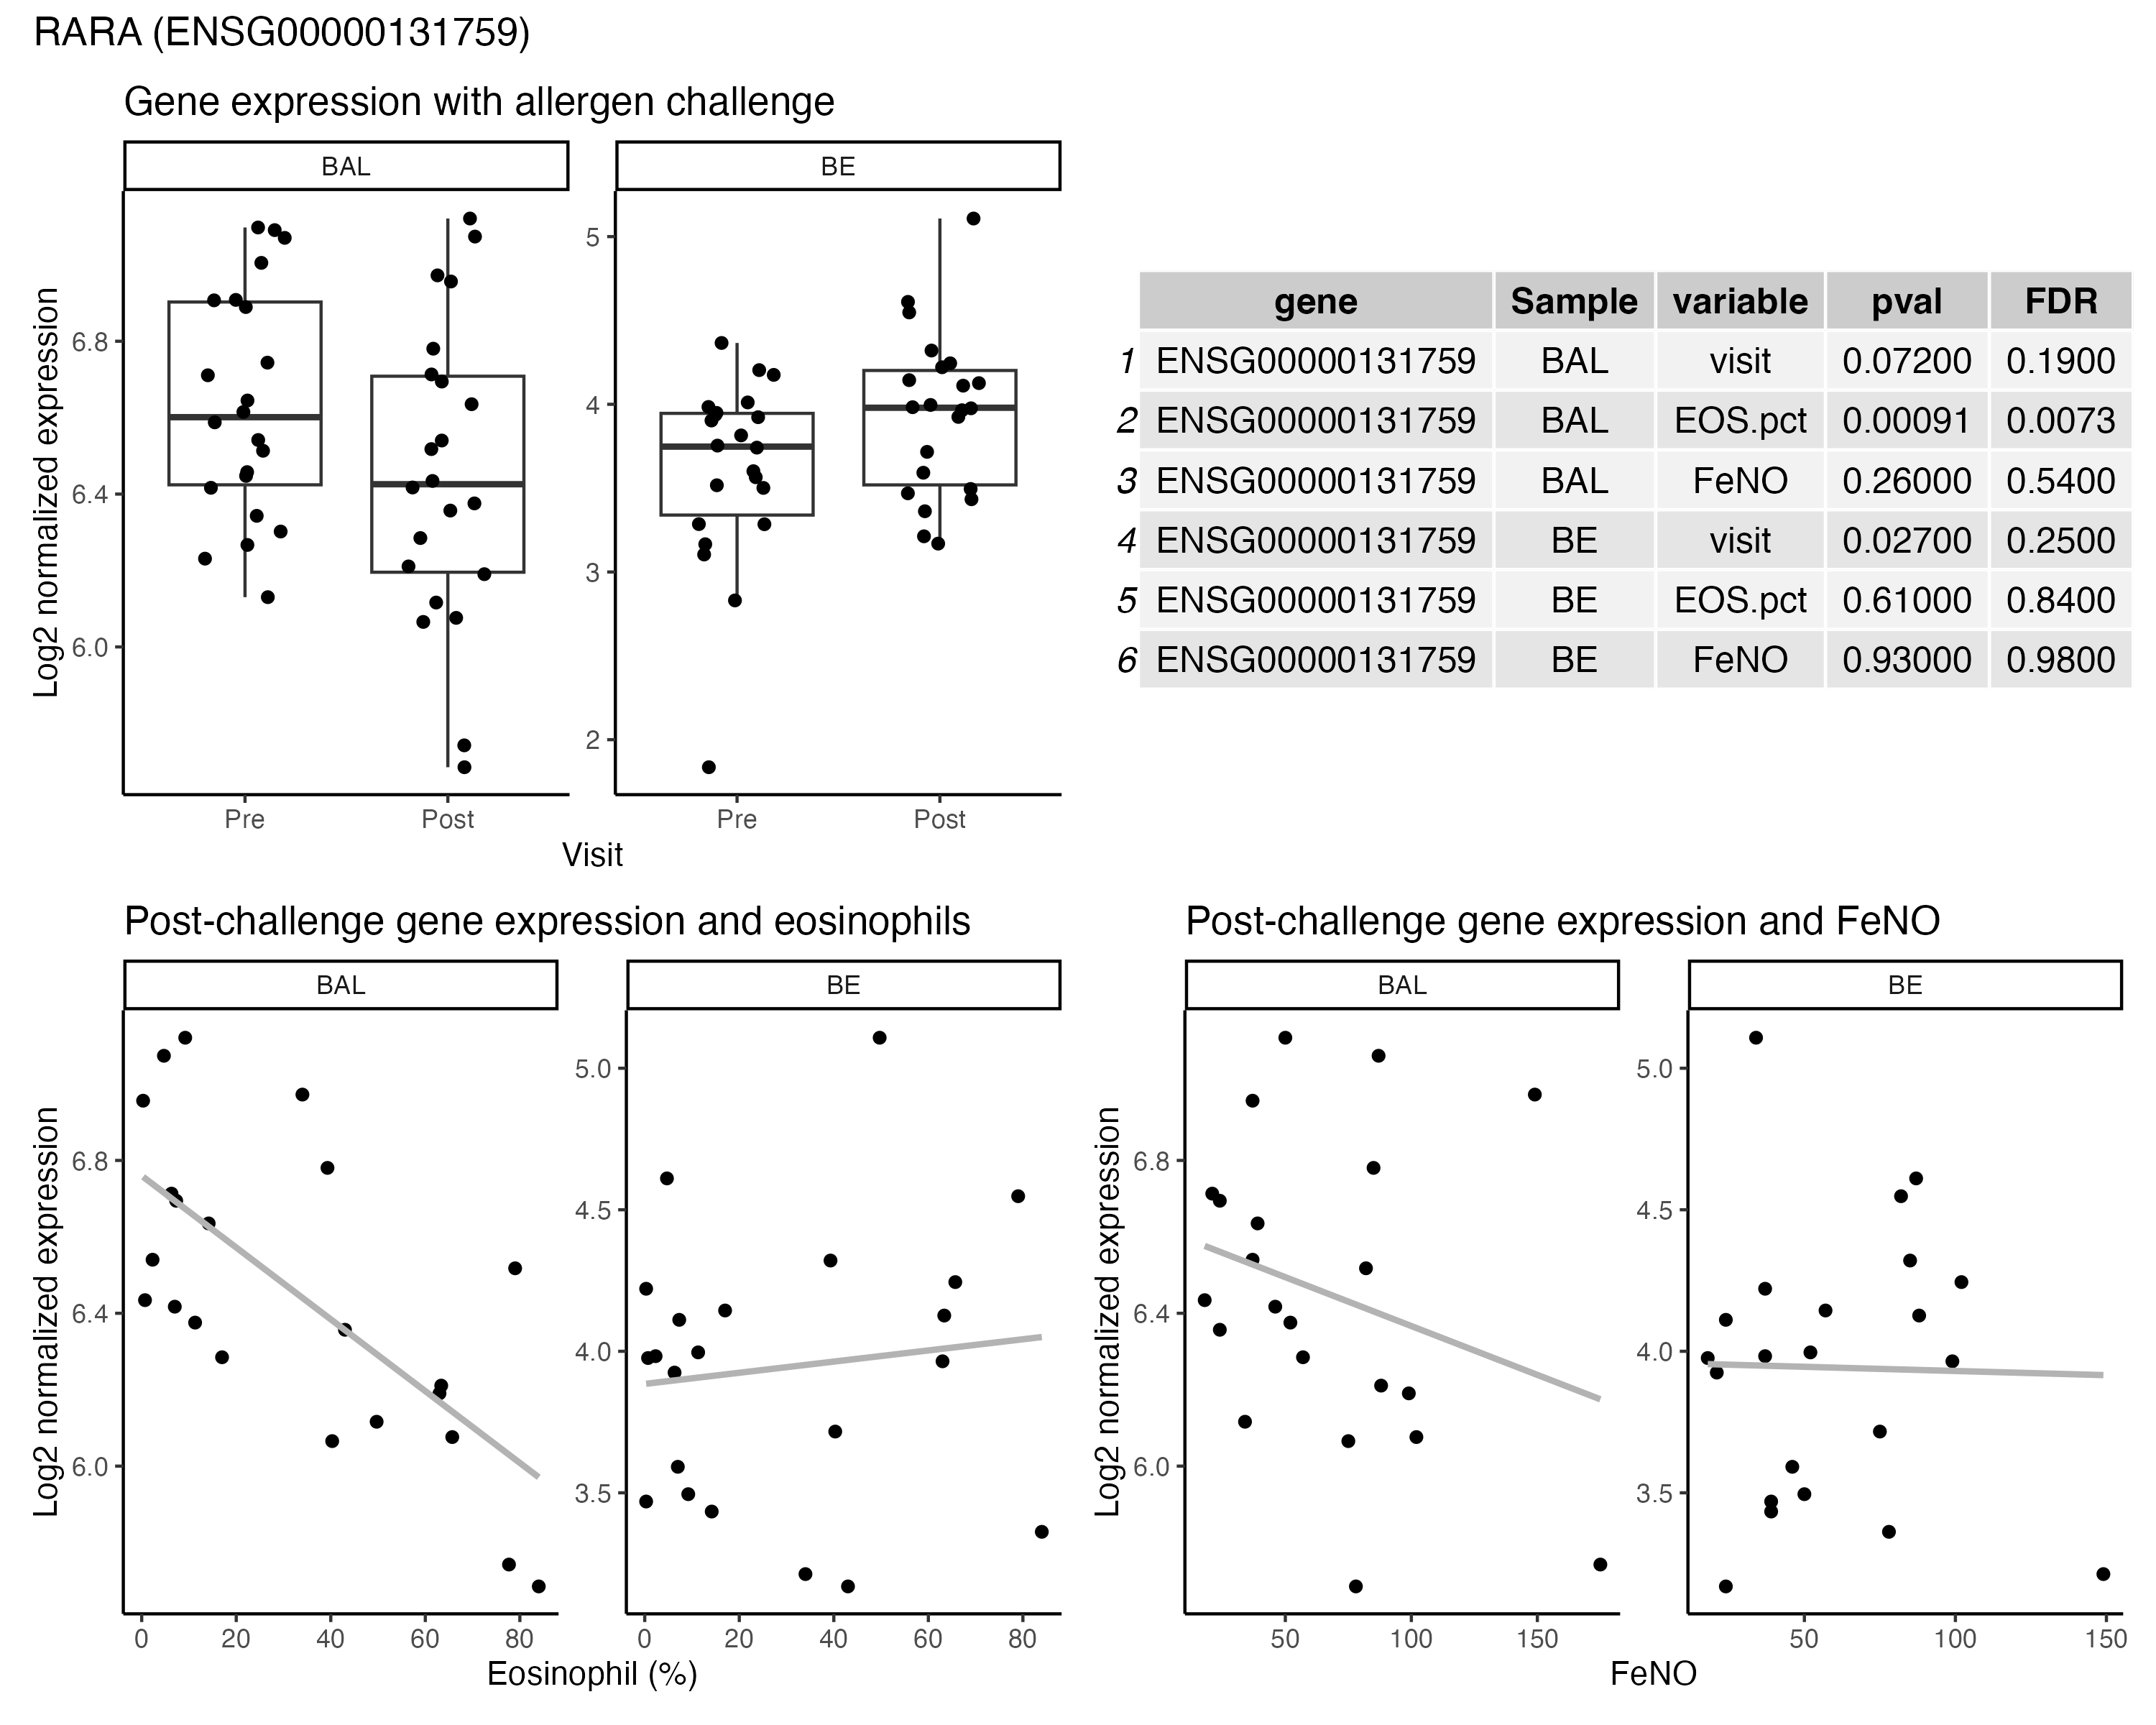 RARA (ENSG00000131759)
Gene expression with allergen challenge
BAL
BE
Log2 normalized expression
6.8
6.4
6.0
5
4
3
2
Pre
Post
Pre
Post
Visit
gene Sample variable pval FDR
1 ENSG00000131759 BAL visit 0.07200 0.1900
2 ENSG00000131759 BAL EOS.pct 0.00091 0.0073
3 ENSG00000131759 BAL FeNO 0.26000 0.5400
4 ENSG00000131759 BE visit 0.02700 0.2500
5 ENSG00000131759 BE EOS.pct 0.61000 0.8400
6 ENSG00000131759 BE FeNO 0.93000 0.9800
Post-challenge gene expression and eosinophils
BAL
BE
Log2 normalized expression
6.8
6.4
6.0
5.0
4.5
4.0
3.5
0 20 40 60 80
0 20 40 60 80
Eosinophil (%)
Post-challenge gene expression and FeNO
BAL
BE
Log2 normalized expression
6.8
6.4
6.0
5.0
4.5
4.0
3.5
50 100 150
50 100 150
FeNO